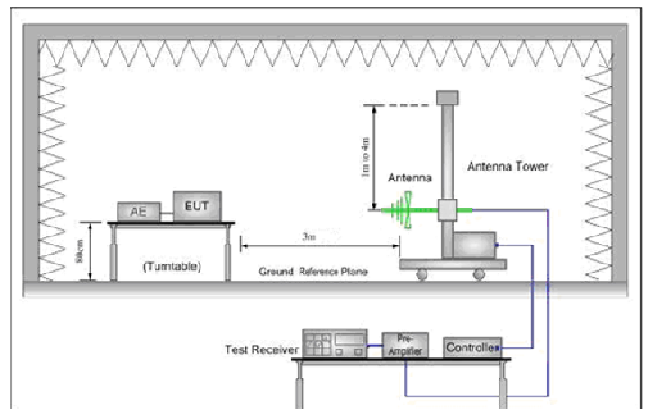 1m to 4m
Antenna Tower
Antenna
AE
EUT
3m
80cm
(Turntable)
Ground Reference Plane
Test Receiver
Pre-
Amplifier
Controller